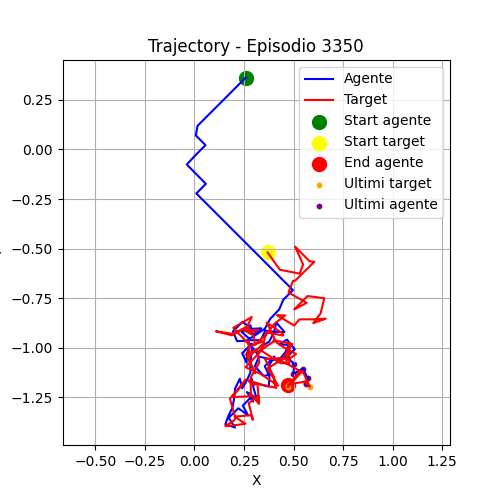 Trajectory - Episodio 3350
Agente
Target
Start agente
Start target
End agente
Ultimi target
Ultimi agente
0.25
0.00
−0.25
−0.50
−0.75
−1.00
−1.25
−0.50 −0.25 0.00 0.25 0.50 0.75 1.00 1.25
X